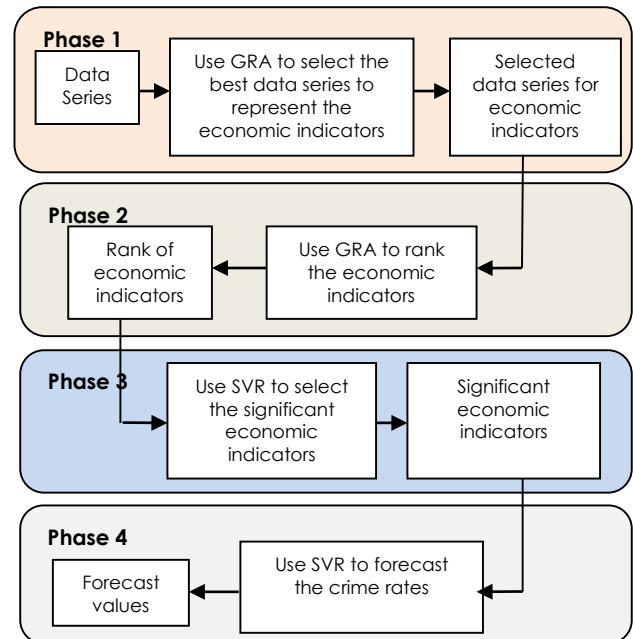 Phase 1
Data
Series
Use GRA to select the
best data series to
represent the
economic indicators
Selected
data series for
economic
indicators
Phase 2
Rank of
economic
indicators
Use GRA to rank
the economic
indicators
Phase 3
Use SVR to select
the significant
economic
indicators
Significant
economic
indicators
Phase 4
Forecast
values
Use SVR to forecast
the crime rates